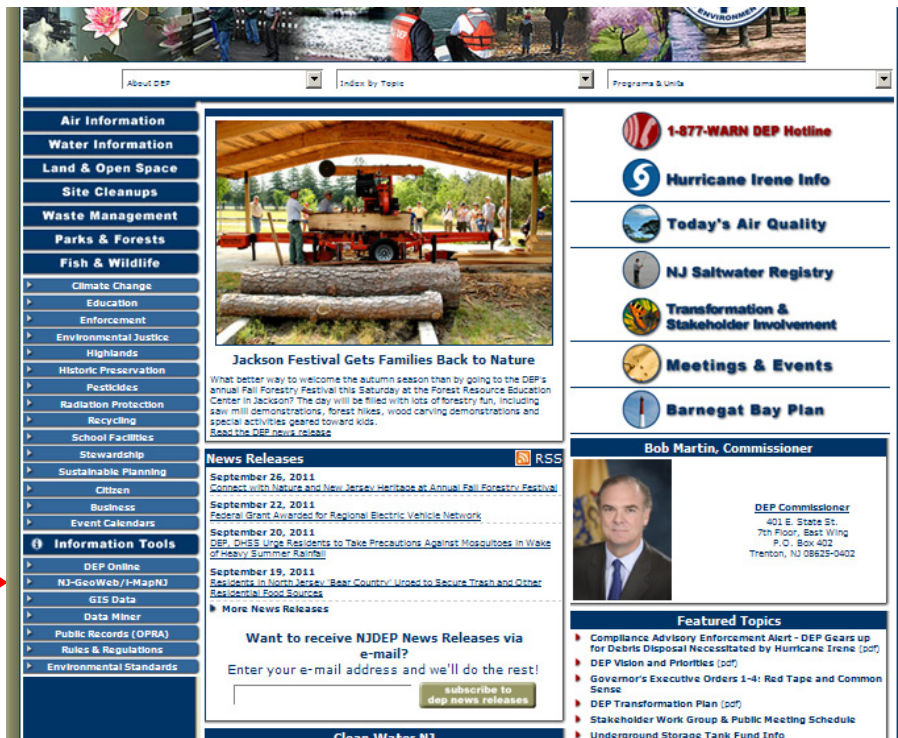 ENVIRONMEN
About DEP
Index by Topic
Programs & Units
Air Information
Water Information
Land & Open Space
Site Cleanups
Waste Management
Parks & Forests
Fish & Wildlife
Climate Change
Education
Enforcement
Environmental Justice
Highlands
Historic Preservation
Pesticides
Radiation Protection
Recycling
School Facilities
Stewardship
Sustainable Planning
Citizen
Business
Event Calendars
Information Tools
DEP Online
NJ-GeoWeb/i-MapNJ
GIS Data
Data Miner
Public Records (OPRA)
Rules & Regulations
Environmental Standards
Jackson Festival Gets Families Back to Nature
What better way to welcome the autumn season than by going to the DEP's
annual Fall Forestry Festival this Saturday at the Forest Resource Education
Center in Jackson? The day will be filled with lots of forestry fun, including
saw mill demonstrations, forest hikes, wood carving demonstrations and
special activities geared toward kids.
Read the DEP news release
News Releases
RSS
September 26, 2011
Connect with Nature and New Jersey Heritage at Annual Fall Forestry Festival
September 22, 2011
Federal Grant Awarded for Regional Electric Vehicle Network
September 20, 2011
DEP, DHSS Urge Residents to Take Precautions Against Mosquitoes in Wake
of Heavy Summer Rainfall
September 19, 2011
Residents in North Jersey 'Bear Country' Urged to Secure Trash and Other
Residential Food Sources
More News Releases
Want to receive NJDEP News Releases via
e-mail?
Enter your e-mail address and we'll do the rest!
subscribe to
dep news releases
Clean Water NJ
1-877-WARN DEP Hotline
Hurricane Irene Info
Today's Air Quality
NJ Saltwater Registry
Transformation &
Stakeholder Involvement
Meetings & Events
Barnegat Bay Plan
Bob Martin, Commissioner
DEP Commissioner
401 E. State St.
7th Floor, East Wing
P.O. Box 402
Trenton, NJ 08625-0402
Featured Topics
Compliance Advisory Enforcement Alert - DEP Gears up
for Debris Disposal Necessitated by Hurricane Irene (pdf)
DEP Vision and Priorities (pdf)
Governor's Executive Orders 1-4: Red Tape and Common
Sense
DEP Transformation Plan (pdf)
Stakeholder Work Group & Public Meeting Schedule
Underground Storage Tank Fund Info